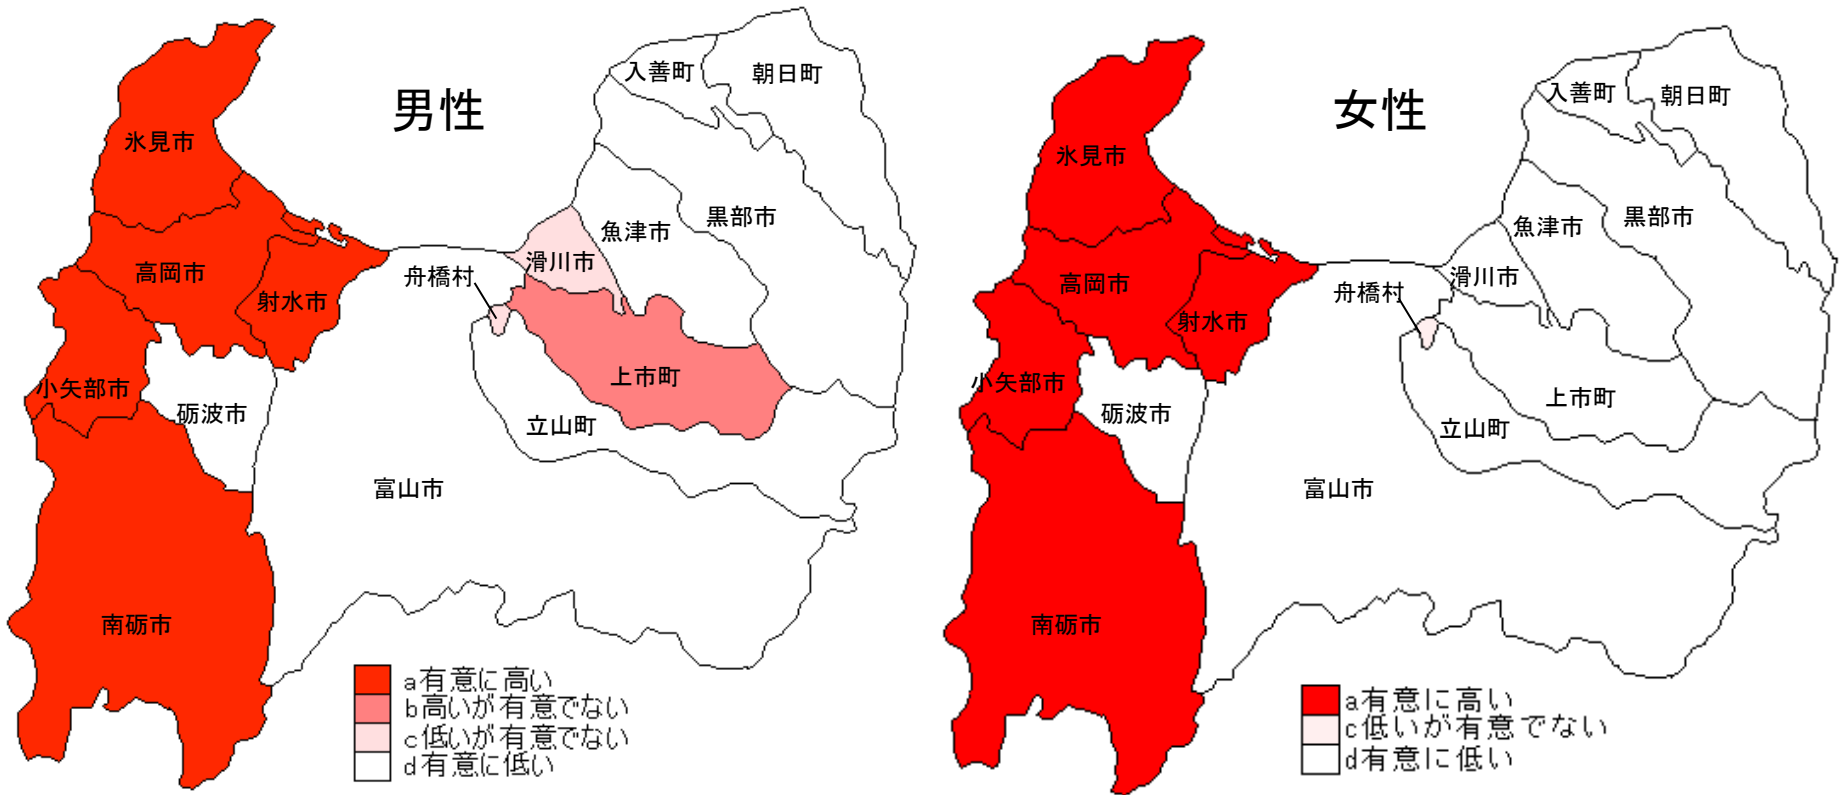 男性
入善町
朝日町
氷見市
黒部市
魚津市
滑川市
舟橋村
高岡市
射水市
上市町
小矢部市
砺波市
立山町
富山市
南砺市
a有意に高い
b高いが有意でない
c低いが有意でない
d有意に低い
女性
入善町
朝日町
氷見市
黒部市
魚津市
滑川市
舟橋村
高岡市
射水市
小矢部市
上市町
砺波市
立山町
富山市
南砺市
a有意に高い
c低いが有意でない
d有意に低い